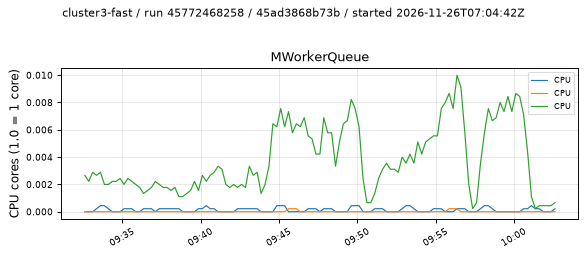 cluster3-fast / run 45772468258 / 45ad3868b73b / started 2026-11-26T07:04:42Z
MWorkerQueue
CPU cores (1.0 = 1 core)
0.010
0.008
0.006
0.004
0.002
0.000
CPU
CPU
CPU
09:35
09:40
09:45
09:50
09:55
10:00